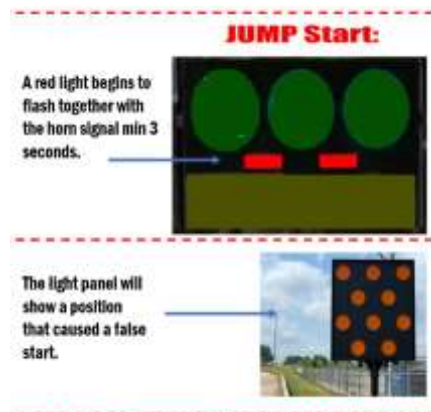 JUMP Start:
A red light begins to
flash together with
the horn signal min 3
seconds.
The light panel will
show a position
that caused a false
start.